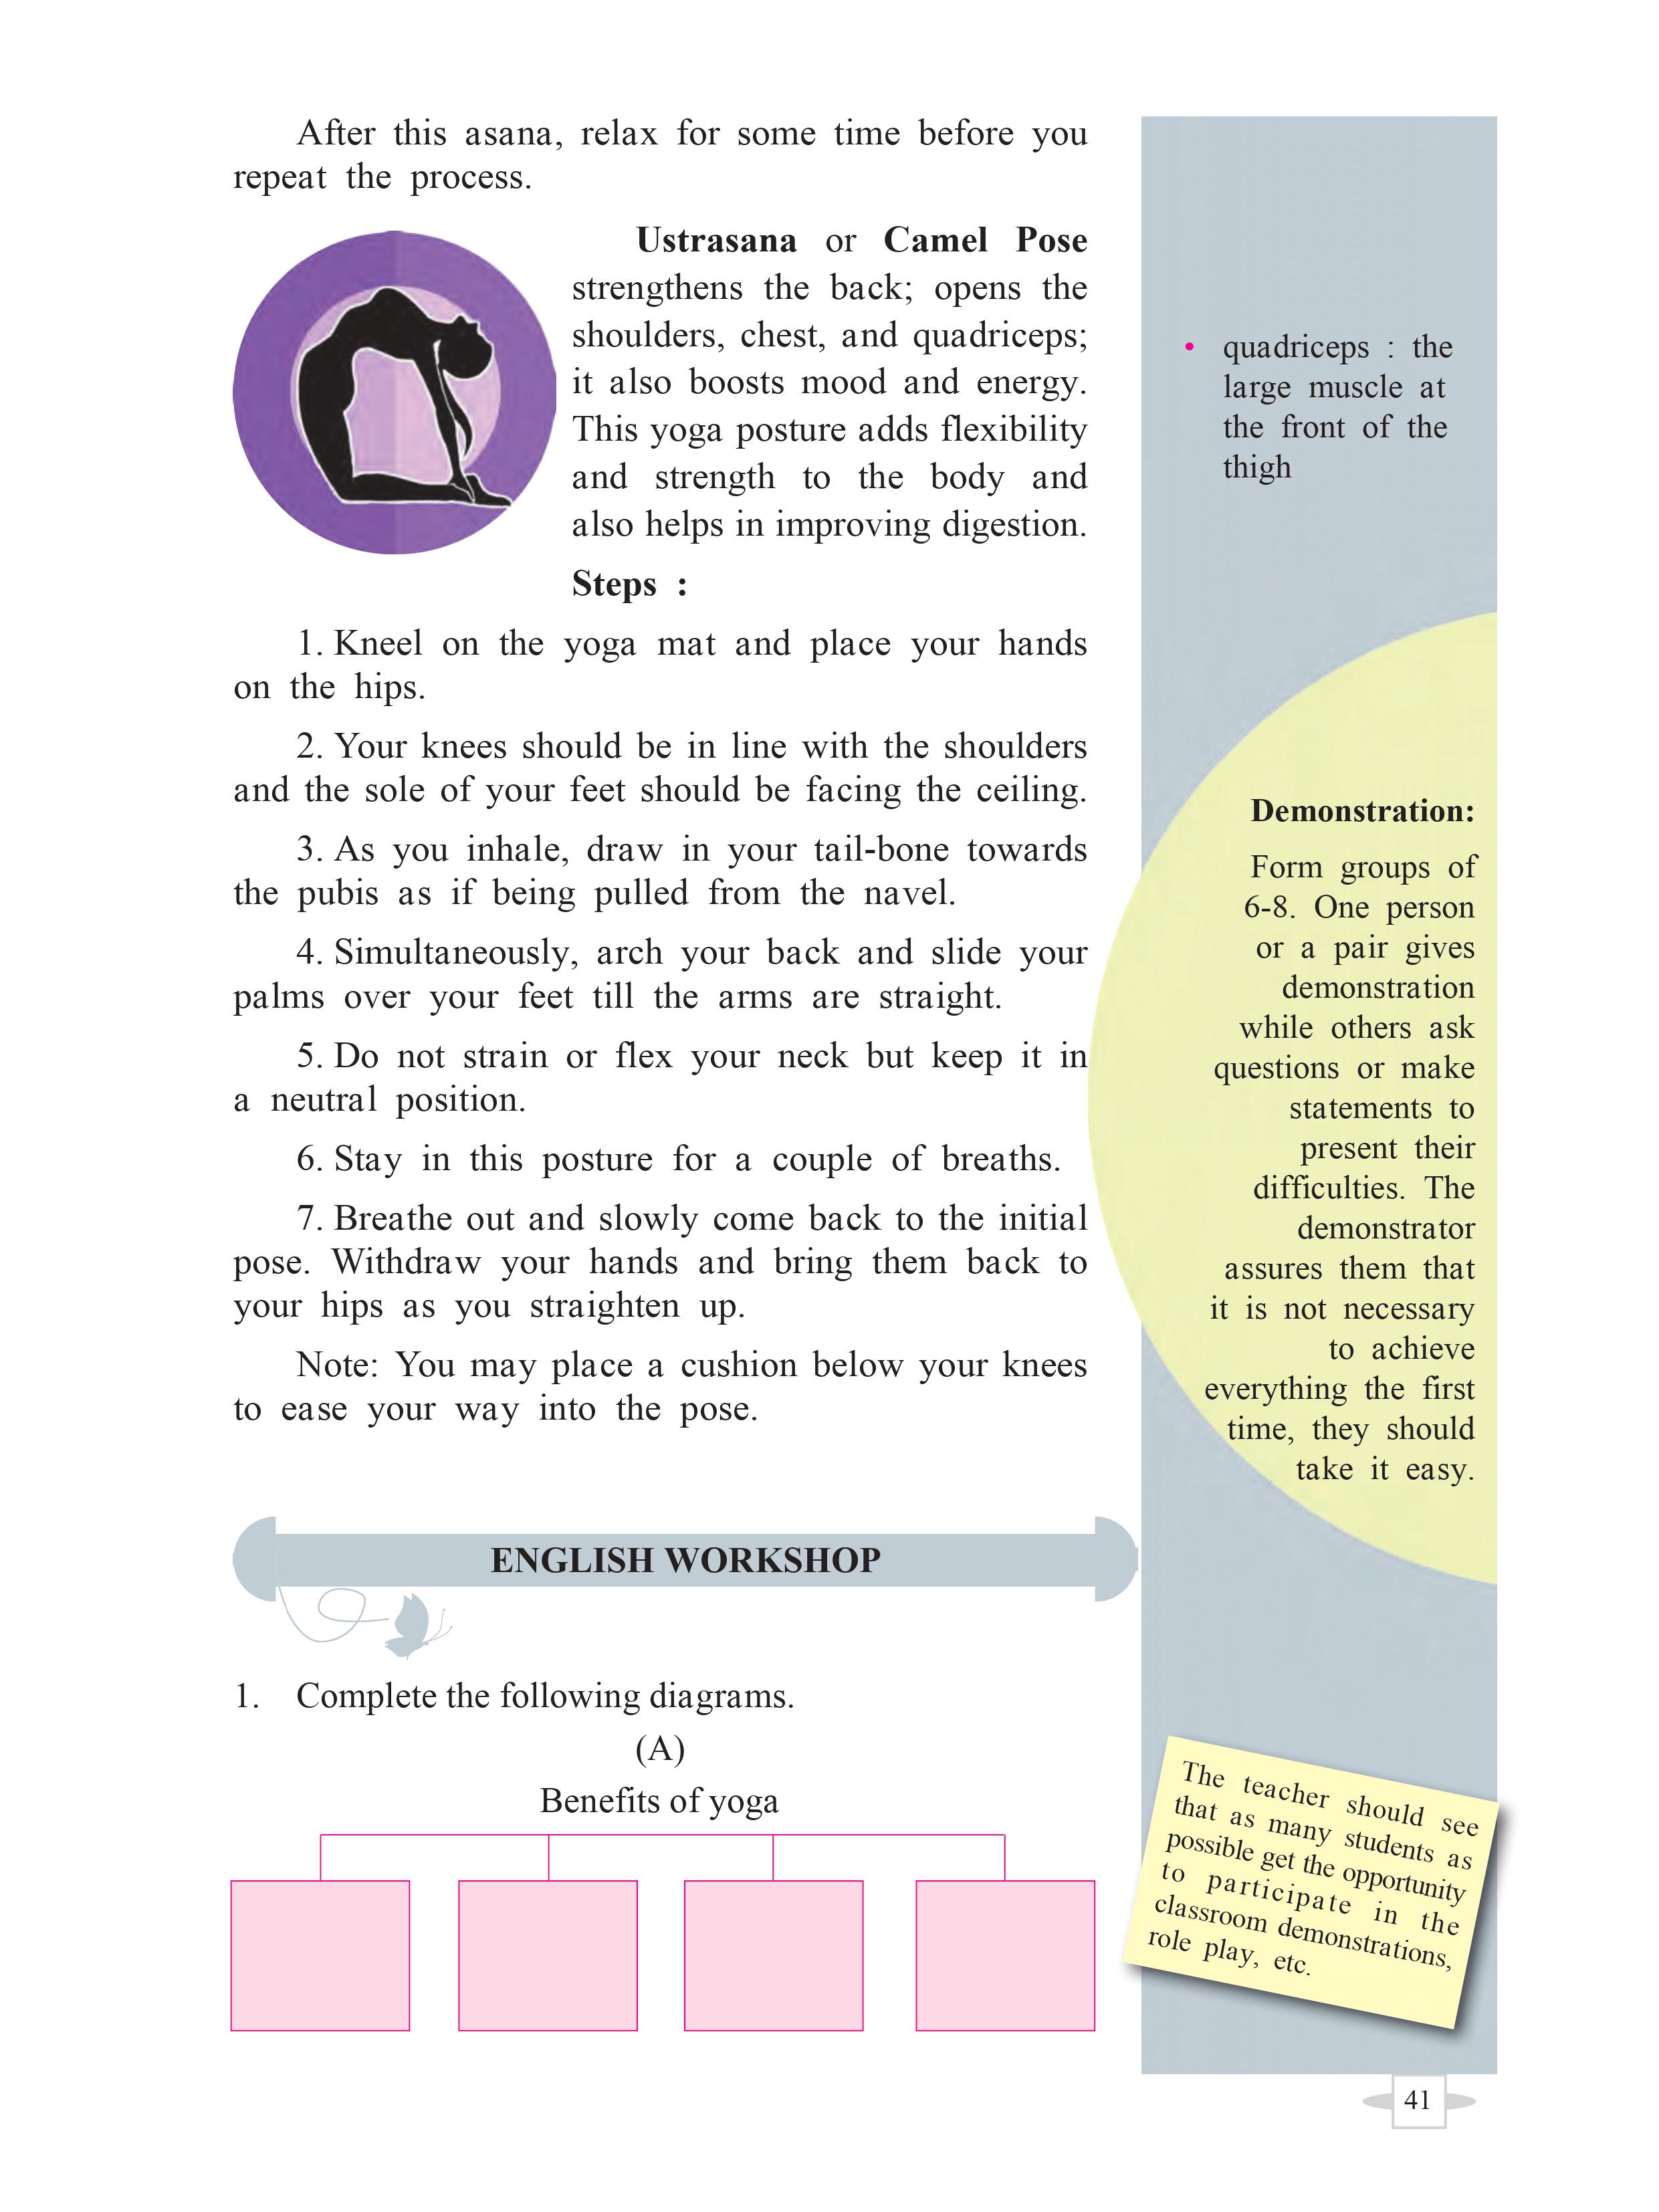 After this asana, relax for some time before you
repeat the process.
Ustrasana or Camel Pose
strengthens the back; opens the
shoulders, chest, and quadriceps;
it also boosts mood and energy.
This yoga posture adds flexibility
and strength to the body and
also helps in improving digestion.
Steps :
1. Kneel on the yoga mat and place your hands
on the hips.
2. Your knees should be in line with the shoulders
and the sole of your feet should be facing the ceiling.
3. As you inhale, draw in your tail-bone towards
the pubis as if being pulled from the navel.
4. Simultaneously, arch your back and slide your
palms over your feet till the arms are straight.
5. Do not strain or flex your neck but keep it in
a neutral position.
6. Stay in this posture for a couple of breaths.
7. Breathe out and slowly come back to the initial
pose. Withdraw your hands and bring them back to
your hips as you straighten up.
Note: You may place a cushion below your knees
to ease your way into the pose.
• quadriceps : the
large muscle at
the front of the
thigh
Demonstration:
Form groups of
6-8. One person
or a pair gives
demonstration
while others ask
questions or make
statements to
present their
difficulties. The
demonstrator
assures them that
it is not necessary
to achieve
everything the first
time, they should
take it easy.
ENGLISH WORKSHOP
1. Complete the following diagrams.
(A)
Benefits of yoga
The teacher should see
that as many students as
possible get the opportunity
to participate in the
classroom demonstrations,
role play, etc.
41